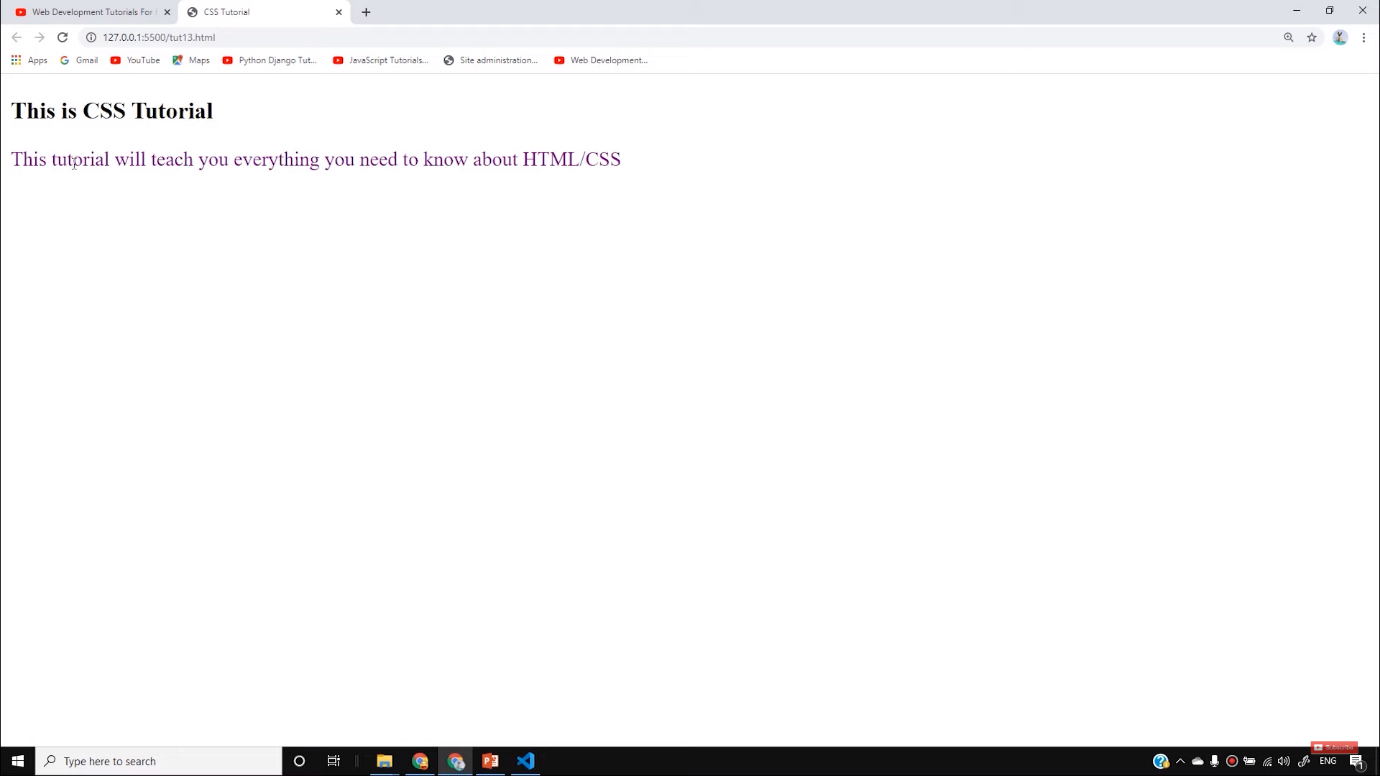 Web Development Tutorials For
CSS Tutorial
127.0.0.1:5500/tut13.html
Apps
Gmail
YouTube
Maps
Python Django Tut...
JavaScript Tutorials...
Site administration...
Web Development...
This is CSS Tutorial
This tutorial will teach you everything you need to know about HTML/CSS
Subscribe
Type here to search
ENG
1